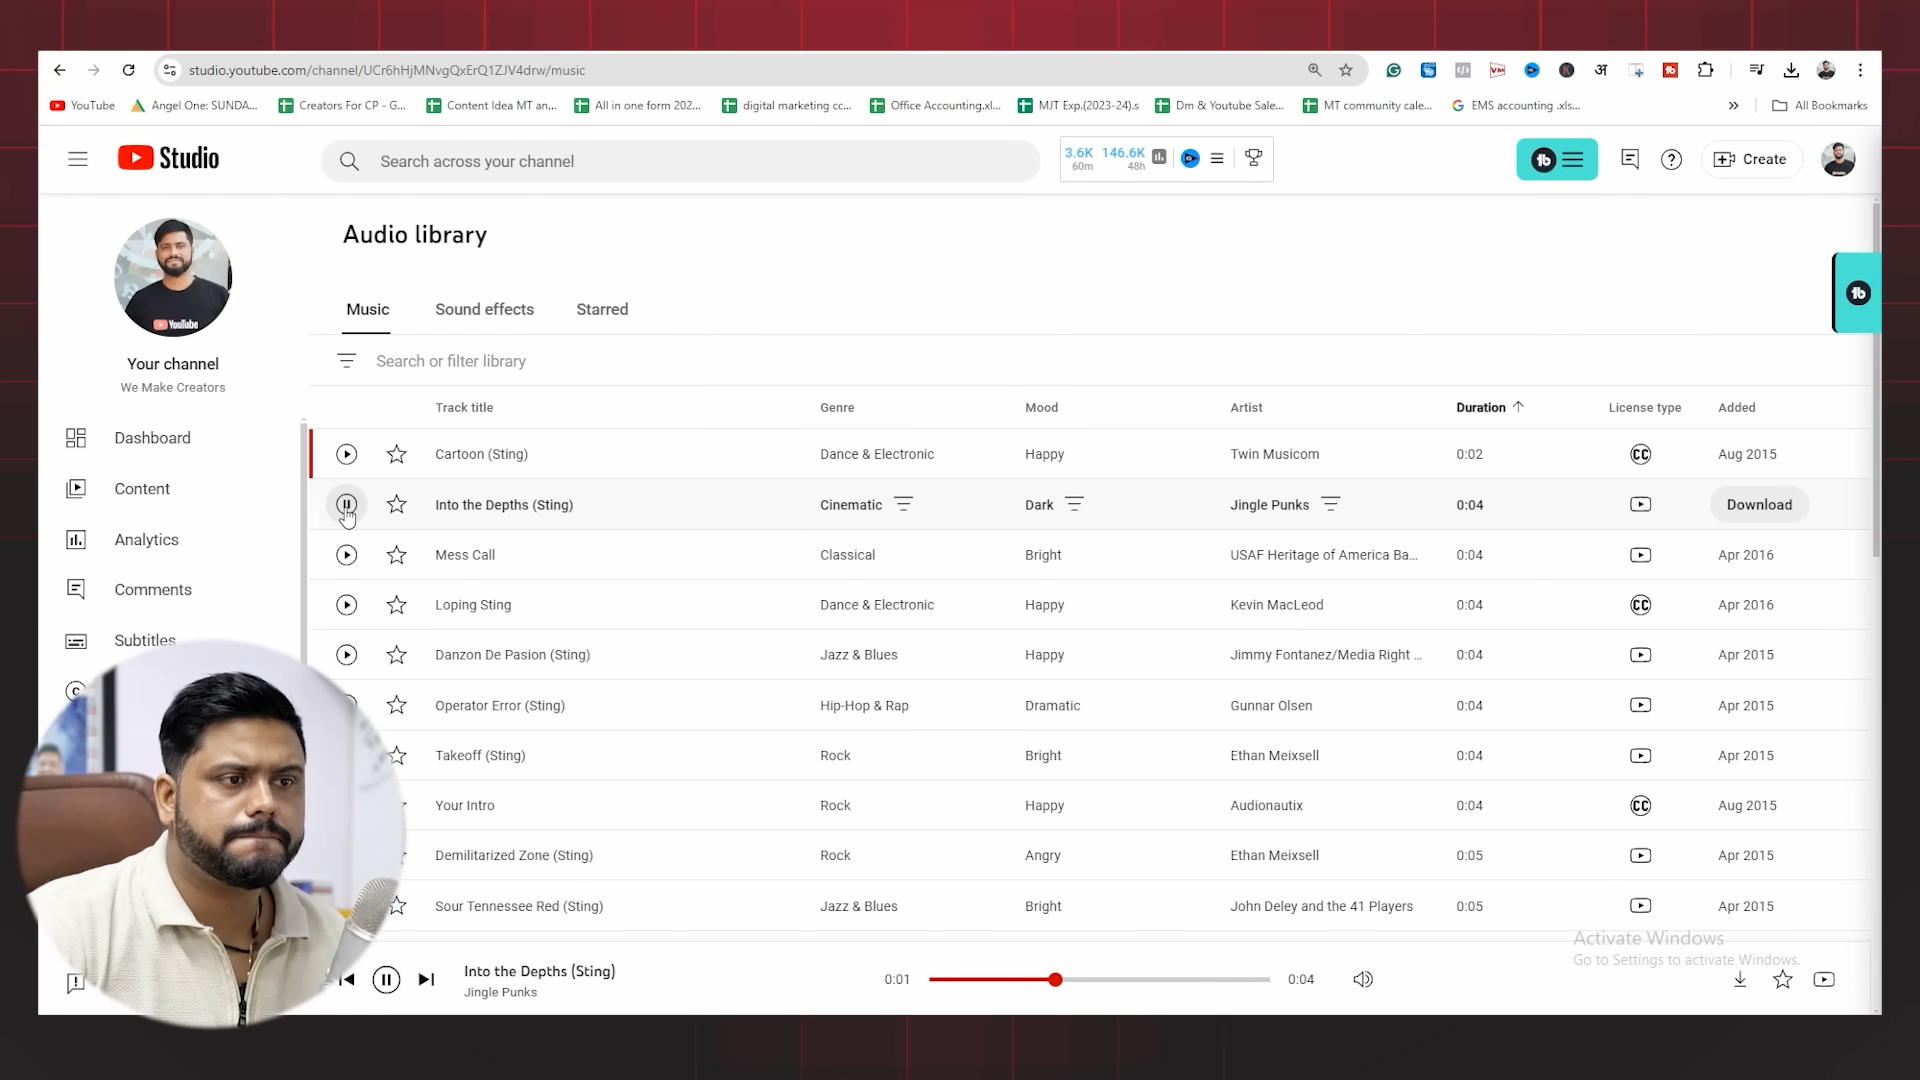 studio.youtube.com/channel/UCr6hHjMNvgQxErQ1ZJV4drw/music
YouTube
Angel One: SUNDA...
Creators For CP - G...
Content Idea MT an...
All in one form 202...
digital marketing cc...
Office Accounting.xl...
MJT Exp.(2023-24).s
Dm & Youtube Sale...
MT community cale...
EMS accounting .xls...
»
All Bookmarks
Studio
Search across your channel
3.6K 146.6K
60m 48h
Create
Your channel
We Make Creators
Dashboard
Content
Analytics
Comments
Subtitles
Audio library
Music Sound effects Starred
Search or filter library
Track title Genre Mood Artist Duration License type Added
Cartoon (Sting) Dance & Electronic Happy Twin Musicom 0:02 CC Aug 2015
Into the Depths (Sting) Cinematic Dark Jingle Punks 0:04 Download
Mess Call Classical Bright USAF Heritage of America Ba... 0:04 Apr 2016
Loping Sting Dance & Electronic Happy Kevin MacLeod 0:04 CC Apr 2016
Danzon De Pasion (Sting) Jazz & Blues Happy Jimmy Fontanez/Media Right ... 0:04 Apr 2015
Operator Error (Sting) Hip-Hop & Rap Dramatic Gunnar Olsen 0:04 Apr 2015
Takeoff (Sting) Rock Bright Ethan Meixsell 0:04 Apr 2015
Your Intro Rock Happy Audionautix 0:04 CC Aug 2015
Demilitarized Zone (Sting) Rock Angry Ethan Meixsell 0:05 Apr 2015
Sour Tennessee Red (Sting) Jazz & Blues Bright John Deley and the 41 Players 0:05 Apr 2015
Activate Windows
Go to Settings to activate Windows.
Into the Depths (Sting)
Jingle Punks
0:01
0:04